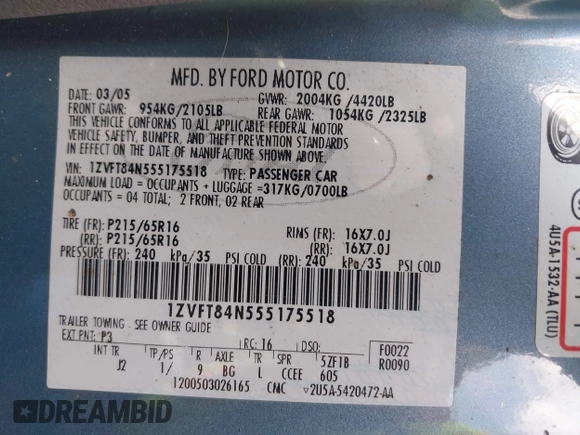 MFD. BY FORD MOTOR CO.
DATE: 03/05 GVWR: 2004KG /4420LB
FRONT GAWR: 954KG/2105LB REAR GAWR: 1054KG /2325LB
THIS VEHICLE CONFORMS TO ALL APPLICABLE FEDERAL MOTOR
VEHICLE SAFETY, BUMPER, AND THEFT PREVENTION STANDARDS
IN EFFECT ON THE DATE OF MANUFACTURE SHOWN ABOVE.
VIN: 1ZVFT84N555175518 TYPE: PASSENGER CAR
MAXIMUM LOAD = OCCUPANTS + LUGGAGE =317KG/0700LB
OCCUPANTS = 04 TOTAL; 2 FRONT, 02 REAR
TIRE (FR): P215/65R16 RIMS (FR): 16X7.0J
(RR): P215/65R16 (RR): 16X7.0J
PRESSURE (FR): 240 kPa/35 PSI COLD (RR): 240 kPa/35 PSI COLD
1ZVFT84N555175518
TRAILER TOWING - SEE OWNER GUIDE
EXT PNT: P3 RC: 16 DSO: F0022
INT TR TP/PS R AXLE TR SPR 5ZF1B R0090
J2 1/ 9 BG L CCEE 605
1200503026165 CMC ▽2U5A-5420472-AA
4U5A-1532-AA (TLU)
DREAMBID